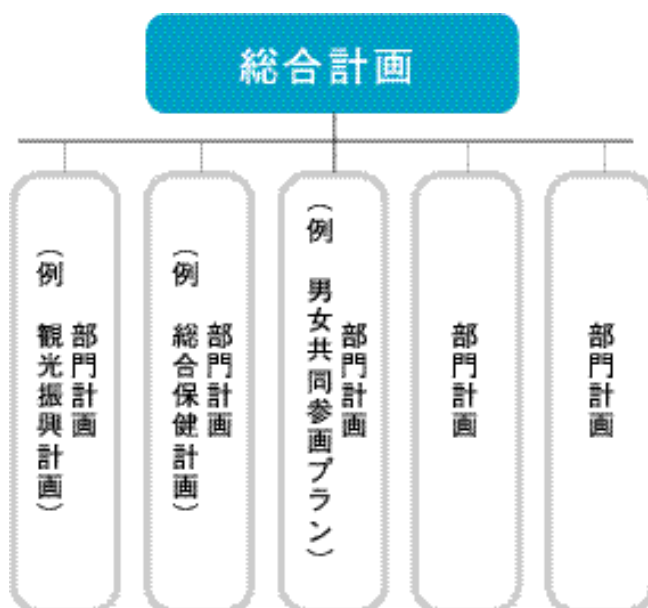 総合計画
部門計画
（例　観光振興計画）
部門計画
（例　総合保健計画）
部門計画
（例　男女共同参画プラン）
部門計画
部門計画